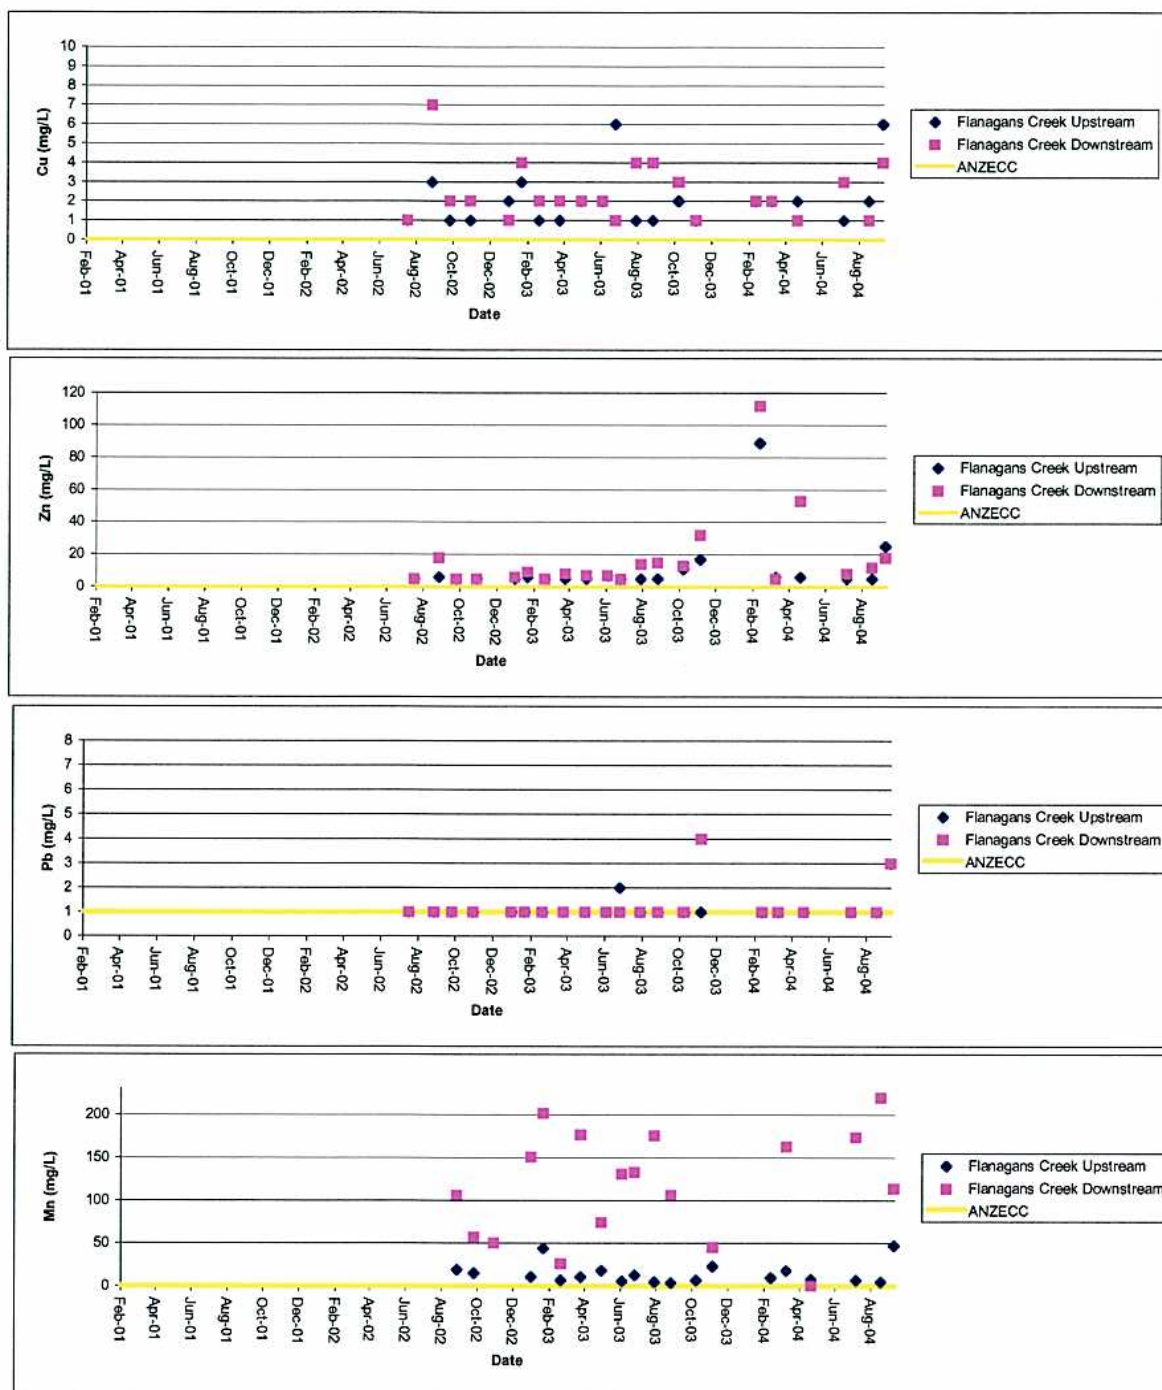 Cu (mg/L)
10
9
8
7
6
5
4
3
2
1
0
Feb-01 Apr-01 Jun-01 Aug-01 Oct-01 Dec-01 Feb-02 Apr-02 Jun-02 Aug-02 Oct-02 Dec-02 Feb-03 Apr-03 Jun-03 Aug-03 Oct-03 Dec-03 Feb-04 Apr-04 Jun-04 Aug-04
Date
Flanagans Creek Upstream
Flanagans Creek Downstream
ANZECC
Zn (mg/L)
120
100
80
60
40
20
0
Feb-01 Apr-01 Jun-01 Aug-01 Oct-01 Dec-01 Feb-02 Apr-02 Jun-02 Aug-02 Oct-02 Dec-02 Feb-03 Apr-03 Jun-03 Aug-03 Oct-03 Dec-03 Feb-04 Apr-04 Jun-04 Aug-04
Date
Flanagans Creek Upstream
Flanagans Creek Downstream
ANZECC
Pb (mg/L)
8
7
6
5
4
3
2
1
0
Feb-01 Apr-01 Jun-01 Aug-01 Oct-01 Dec-01 Feb-02 Apr-02 Jun-02 Aug-02 Oct-02 Dec-02 Feb-03 Apr-03 Jun-03 Aug-03 Oct-03 Dec-03 Feb-04 Apr-04 Jun-04 Aug-04
Date
Flanagans Creek Upstream
Flanagans Creek Downstream
ANZECC
Mn (mg/L)
200
150
100
50
0
Feb-01 Apr-01 Jun-01 Aug-01 Oct-01 Dec-01 Feb-02 Apr-02 Jun-02 Aug-02 Oct-02 Dec-02 Feb-03 Apr-03 Jun-03 Aug-03 Oct-03 Dec-03 Feb-04 Apr-04 Jun-04 Aug-04
Date
Flanagans Creek Upstream
Flanagans Creek Downstream
ANZECC